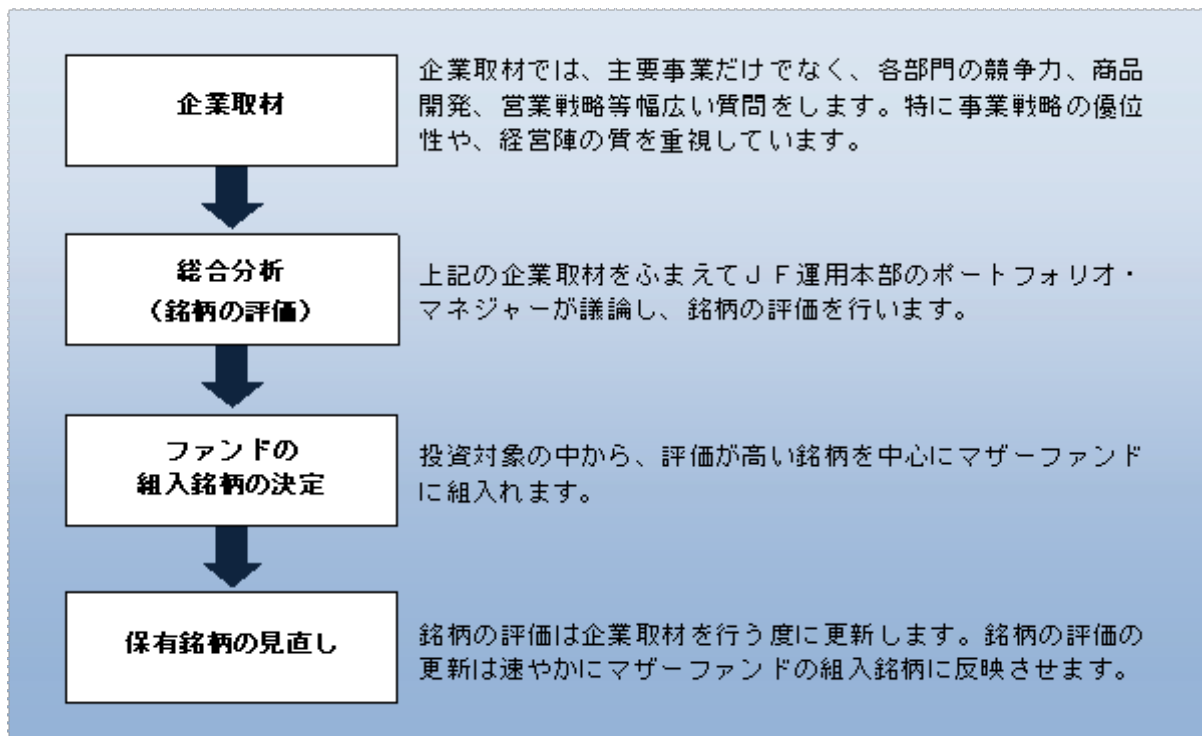 企業取材
企業取材では、主要事業だけでなく、各部門の競争力、商品
開発、営業戦略等幅広い質問をします。特に事業戦略の優位
性や、経営陣の質を重視しています。
総合分析
（銘柄の評価）
上記の企業取材をふまえてＪＦ運用本部のポートフォリオ・
マネジャーが議論し、銘柄の評価を行います。
ファンドの
組入銘柄の決定
投資対象の中から、評価が高い銘柄を中心にマザーファンド
に組入れます。
保有銘柄の見直し
銘柄の評価は企業取材を行う度に更新します。銘柄の評価の
更新は速やかにマザーファンドの組入銘柄に反映させます。